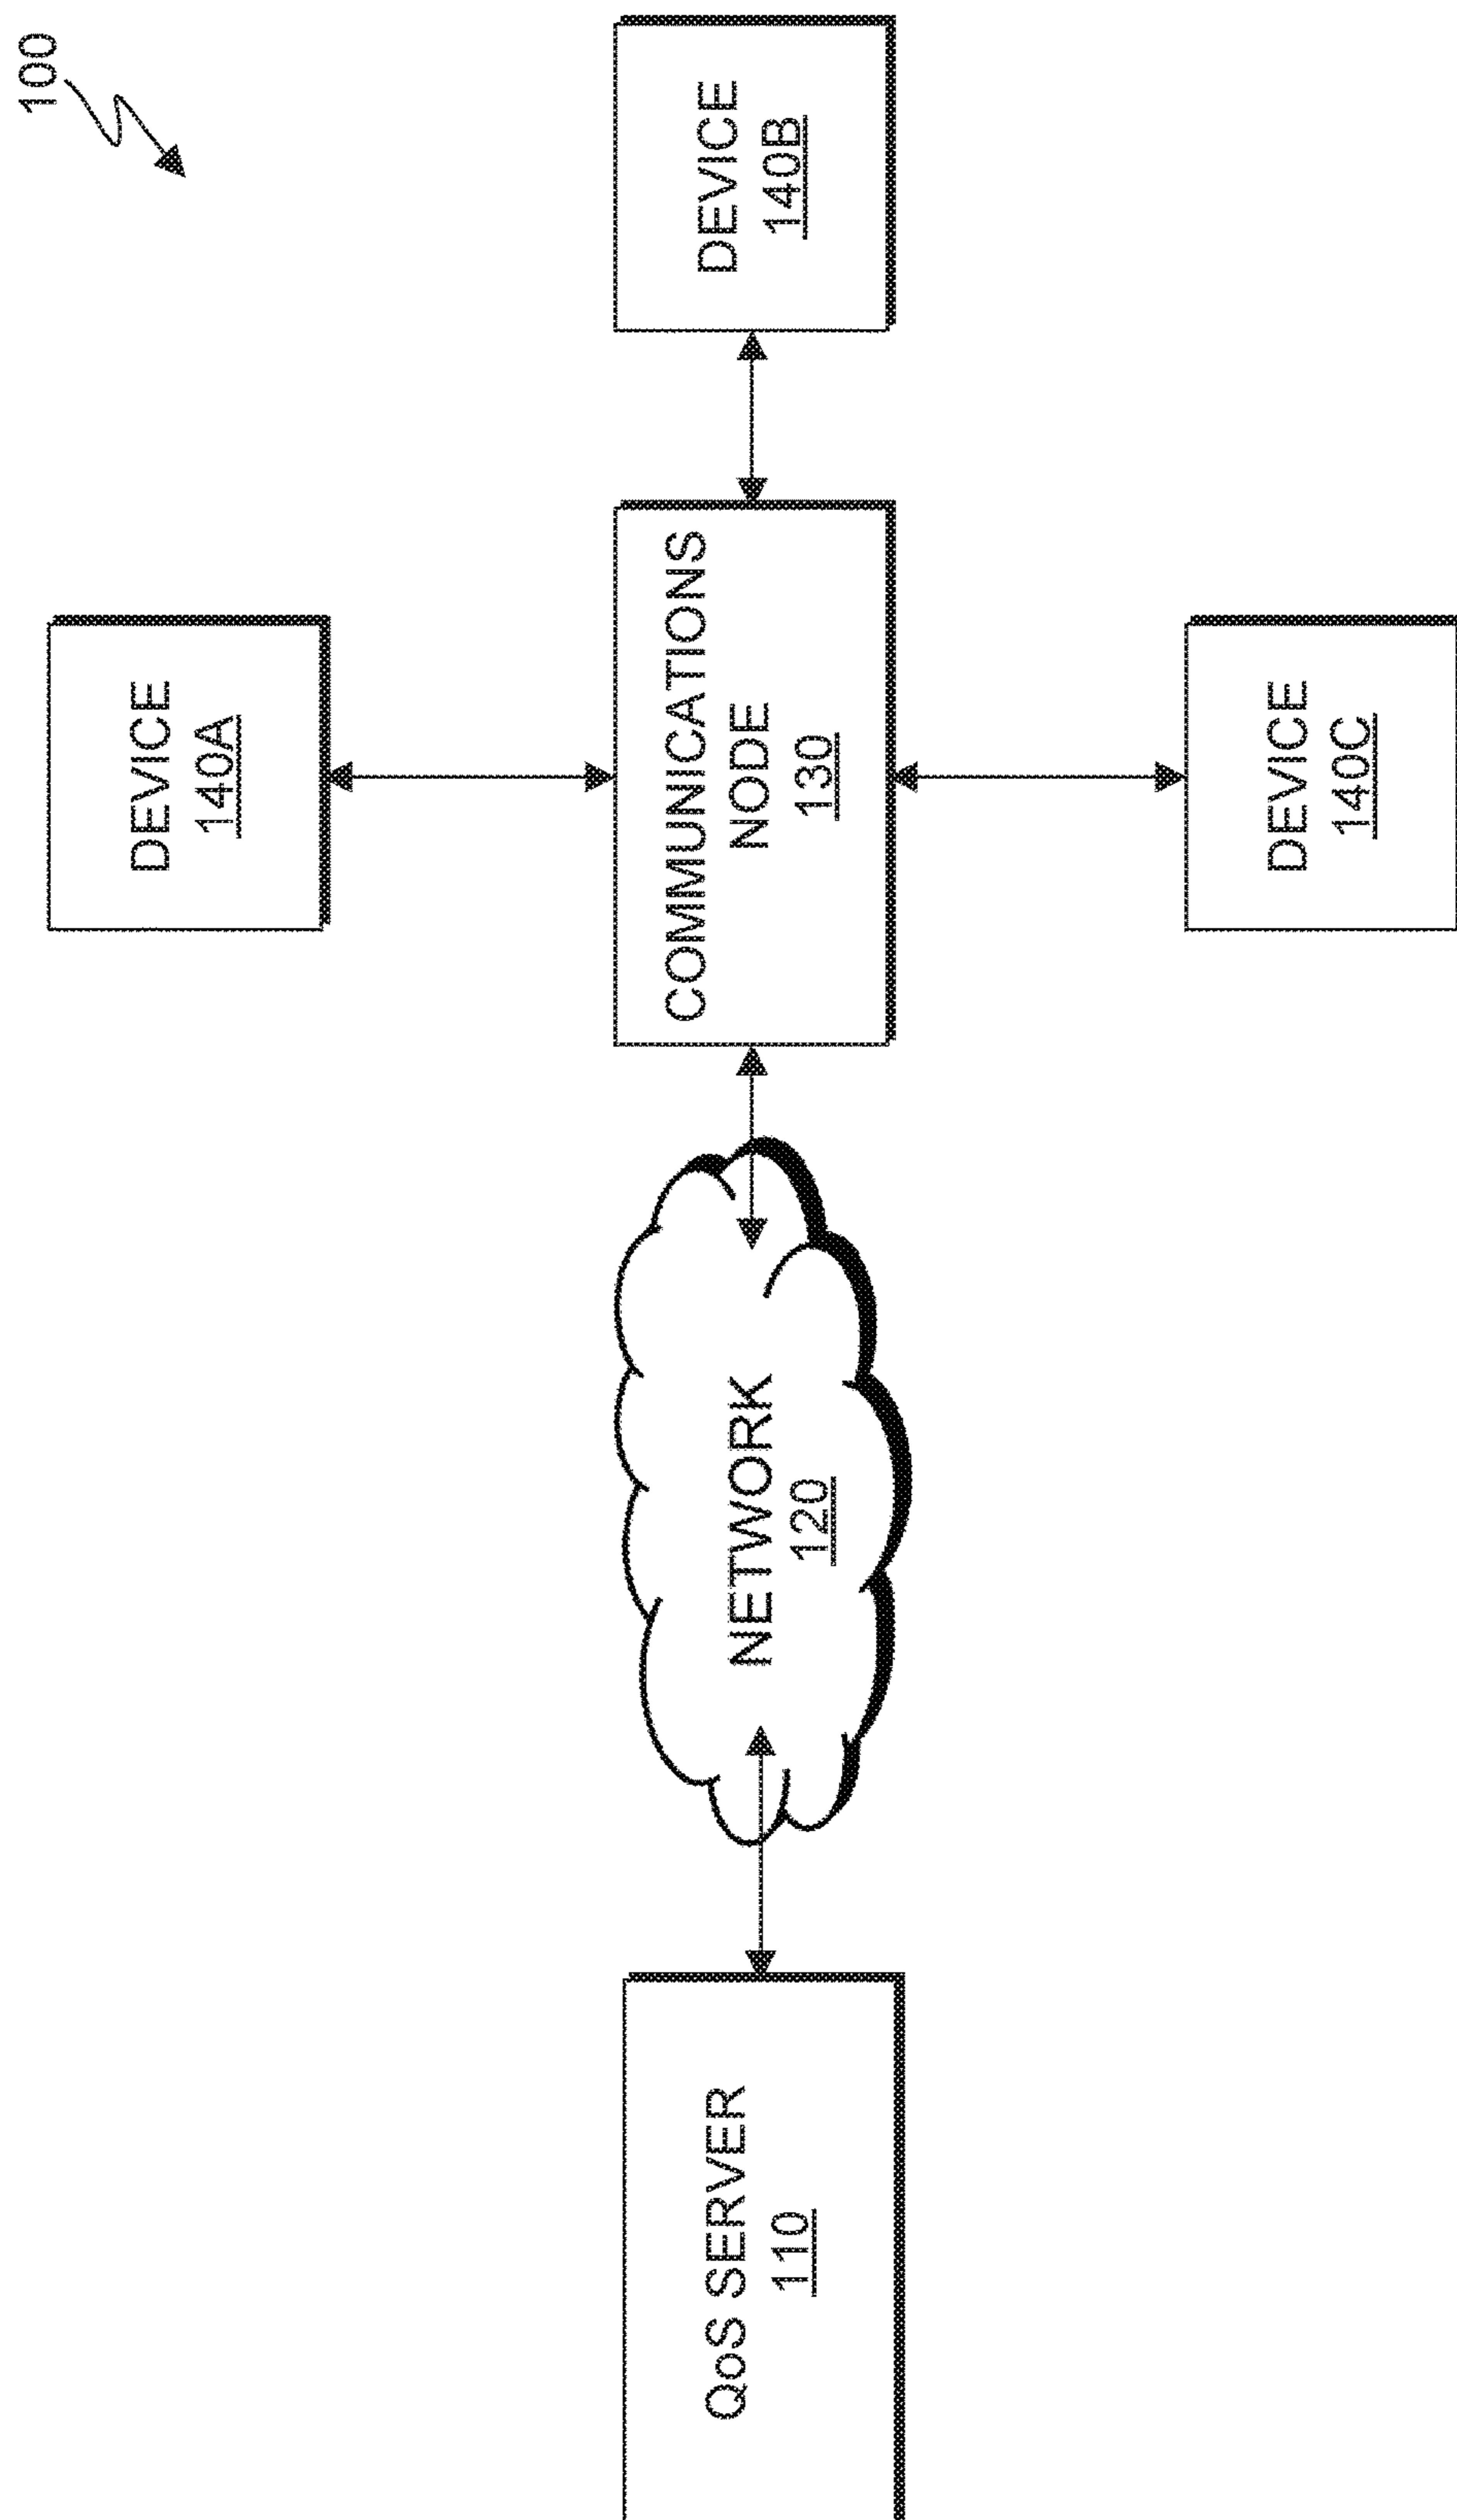 100
DEVICE
140A
QoS SERVER
110
NETWORK
120
COMMUNICATIONS
NODE
130
DEVICE
140B
DEVICE
140C